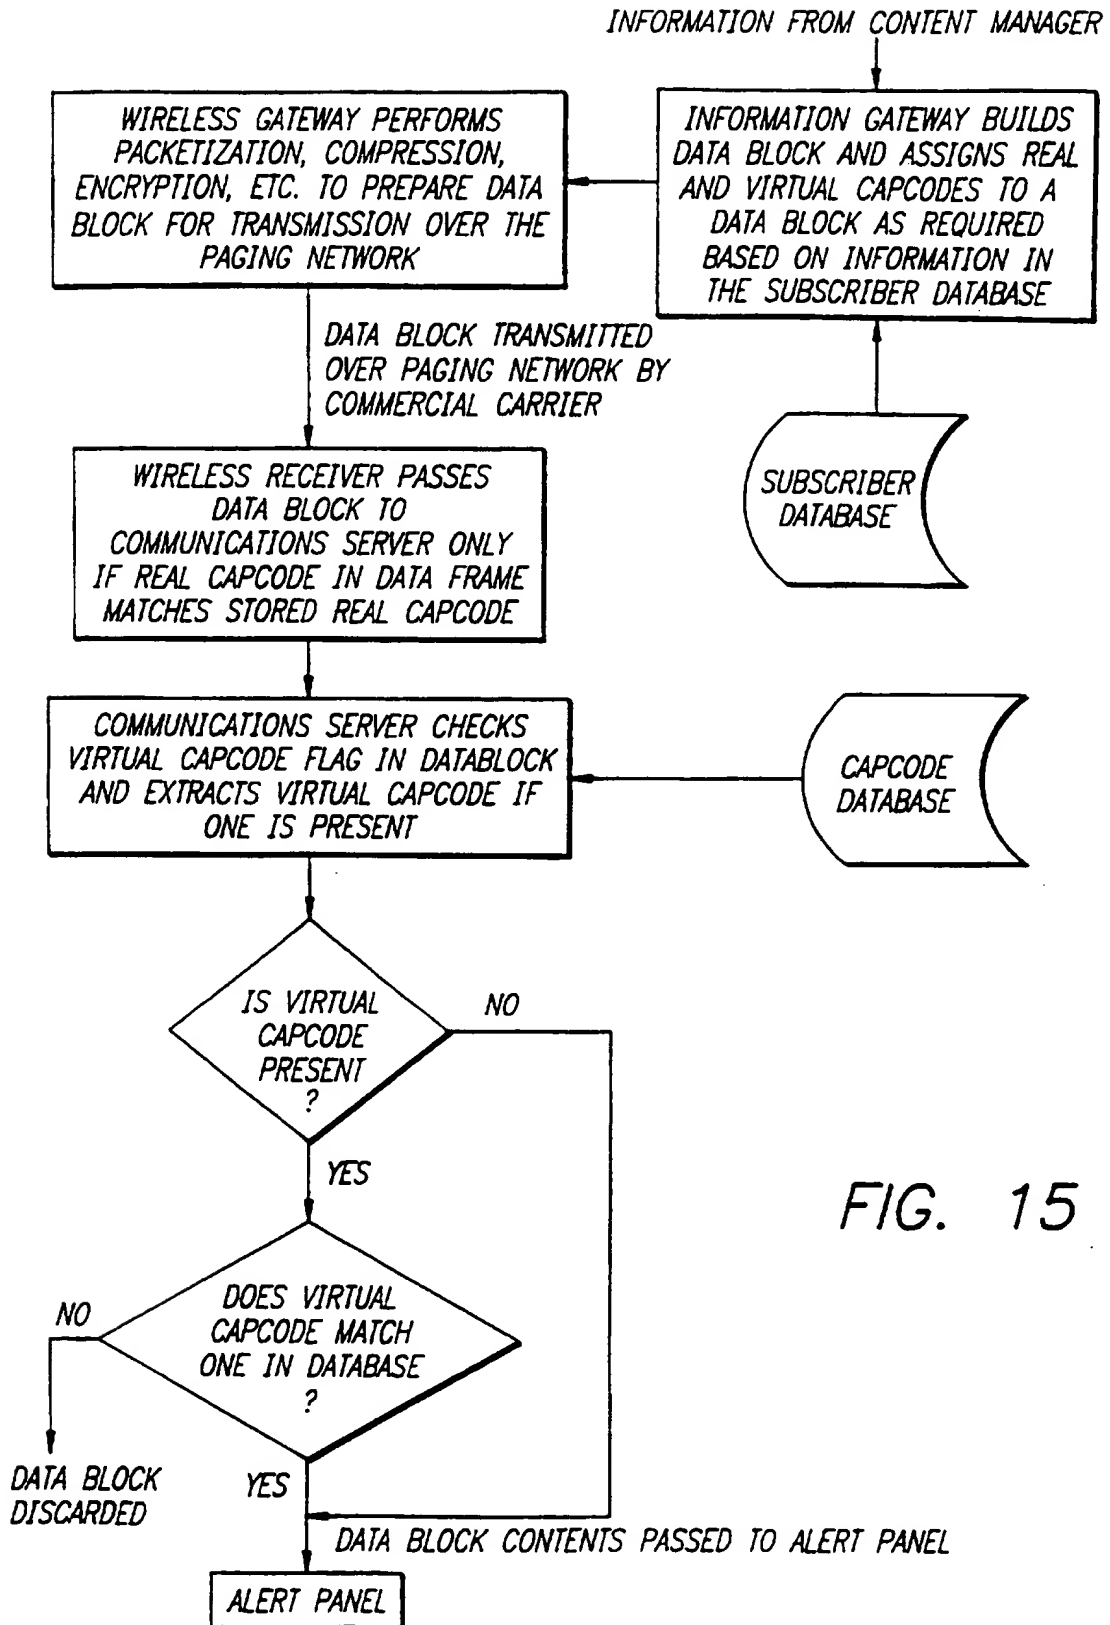 INFORMATION FROM CONTENT MANAGER
WIRELESS GATEWAY PERFORMS
PACKETIZATION, COMPRESSION,
ENCRYPTION, ETC. TO PREPARE DATA
BLOCK FOR TRANSMISSION OVER THE
PAGING NETWORK
INFORMATION GATEWAY BUILDS
DATA BLOCK AND ASSIGNS REAL
AND VIRTUAL CAPCODES TO A
DATA BLOCK AS REQUIRED
BASED ON INFORMATION IN
THE SUBSCRIBER DATABASE
DATA BLOCK TRANSMITTED
OVER PAGING NETWORK BY
COMMERCIAL CARRIER
SUBSCRIBER
DATABASE
WIRELESS RECEIVER PASSES
DATA BLOCK TO
COMMUNICATIONS SERVER ONLY
IF REAL CAPCODE IN DATA FRAME
MATCHES STORED REAL CAPCODE
COMMUNICATIONS SERVER CHECKS
VIRTUAL CAPCODE FLAG IN DATABLOCK
AND EXTRACTS VIRTUAL CAPCODE IF
ONE IS PRESENT
CAPCODE
DATABASE
IS VIRTUAL
CAPCODE
PRESENT
?
NO
YES
FIG. 15
DOES VIRTUAL
CAPCODE MATCH
ONE IN DATABASE
?
NO
DATA BLOCK
DISCARDED
YES
DATA BLOCK CONTENTS PASSED TO ALERT PANEL
ALERT PANEL